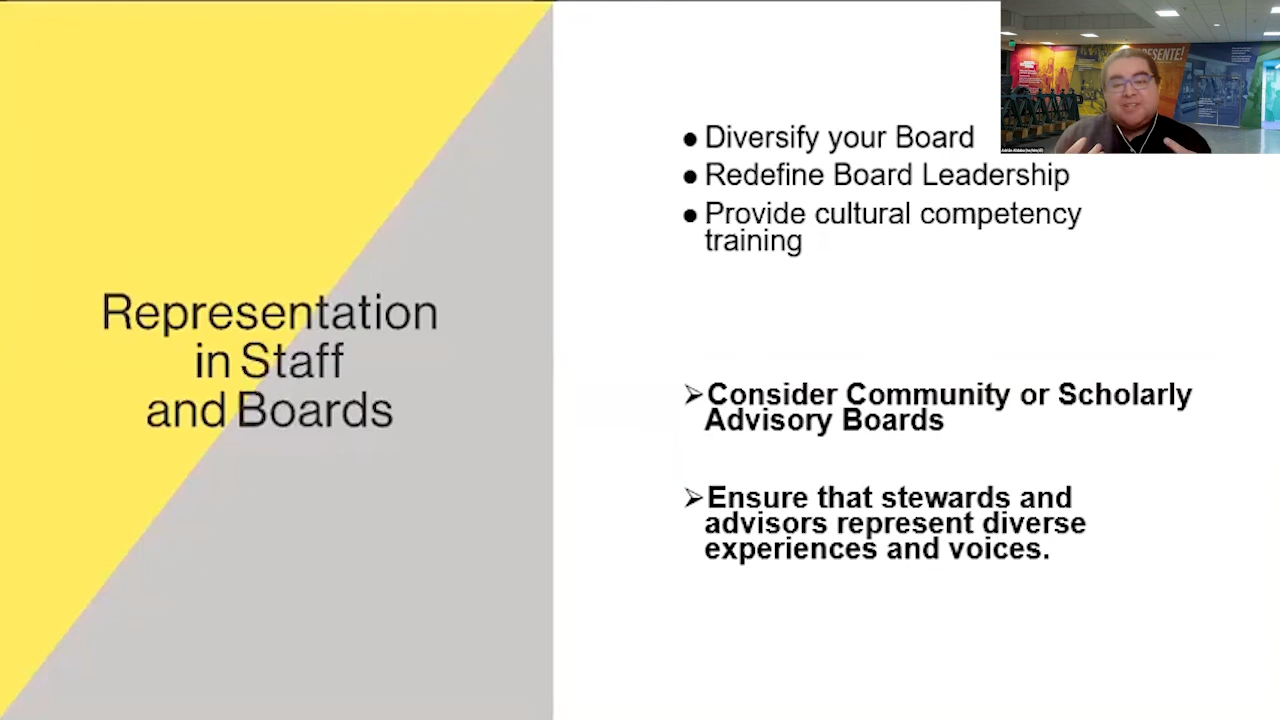 Representation
in Staff
and Boards
● Diversify your Board
● Redefine Board Leadership
● Provide cultural competency
training
➢Consider Community or Scholarly
Advisory Boards
➢Ensure that stewards and
advisors represent diverse
experiences and voices.
ESENTE!